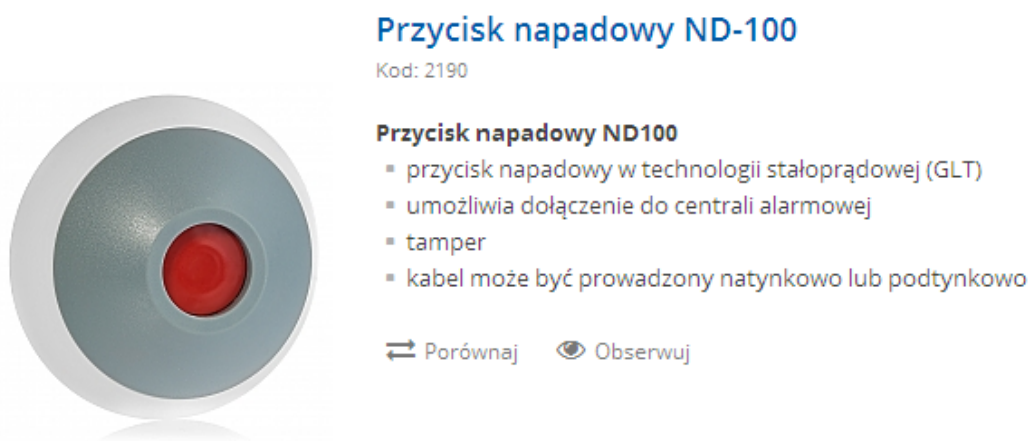 Przycisk napadowy ND-100
Kod: 2190
Przycisk napadowy ND100
przycisk napadowy w technologii stałoprądowej (GLT)
umożliwia dołączenie do centrali alarmowej
tamper
kabel może być prowadzony natynkowo lub podtynkowo
Porównaj
Obserwuj